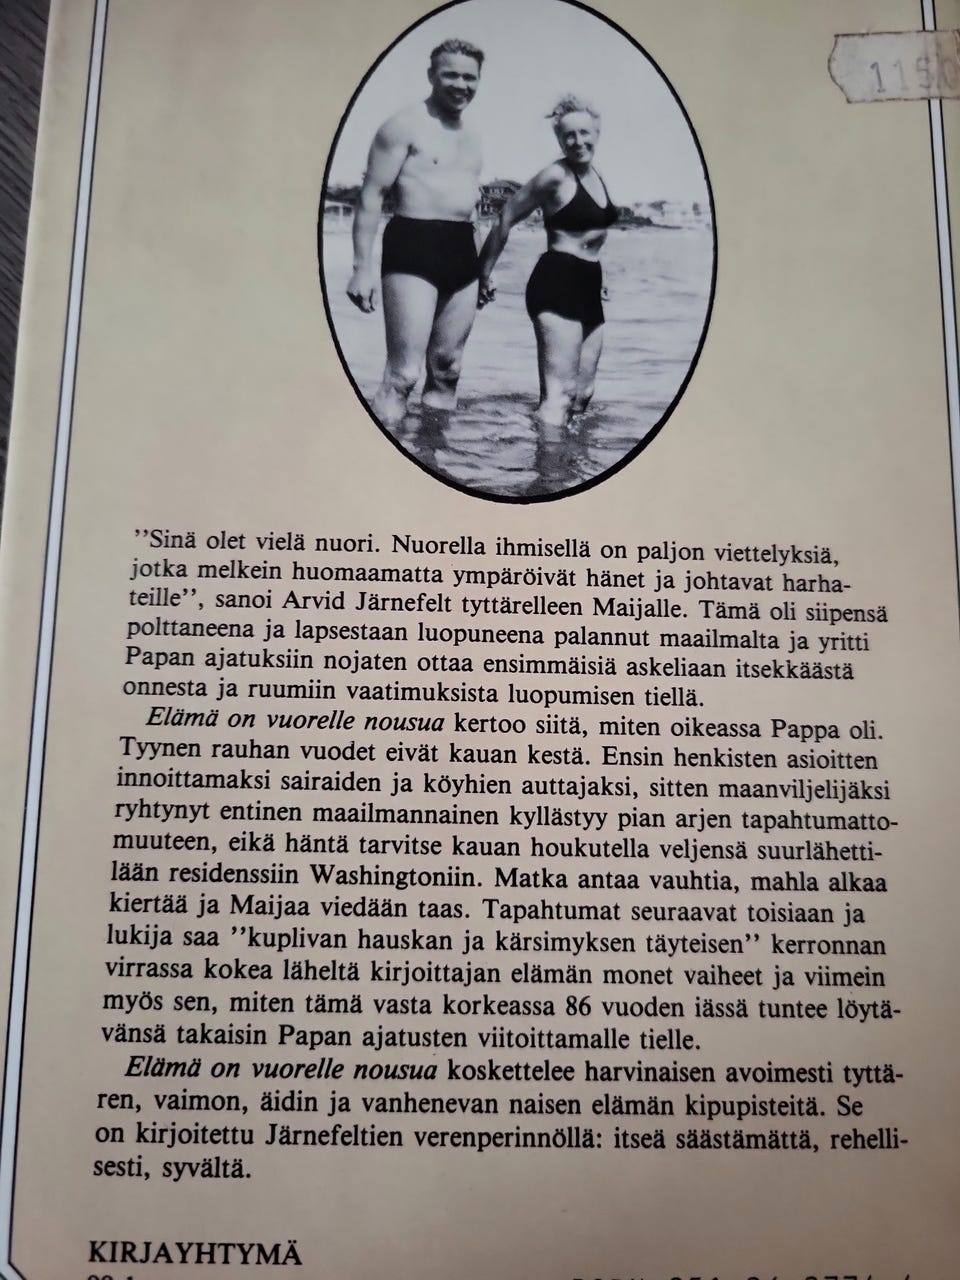 1150
"Sinä olet vielä nuori. Nuorella ihmisellä on paljon viettelyksiä,
jotka melkein huomaamatta ympäröivät hänet ja johtavat harha-
teille", sanoi Arvid Järnefelt tyttärelleen Maijalle. Tämä oli siipensä
polttaneena ja lapsestaan luopuneena palannut maailmalta ja yritti
Papan ajatuksiin nojaten ottaa ensimmäisiä askeliaan itsekkäästä
onnesta ja ruumiin vaatimuksista luopumisen tiellä.
Elämä on vuorelle nousua kertoo siitä, miten oikeassa Pappa oli.
Tyynen rauhan vuodet eivät kauan kestä. Ensin henkisten asioitten
innoittamaksi sairaiden ja köyhien auttajaksi, sitten maanviljelijäksi
ryhtynyt entinen maailmannainen kyllästyy pian arjen tapahtumatto-
muuteen, eikä häntä tarvitse kauan houkutella veljensä suurlähetti-
lään residenssiin Washingtoniin. Matka antaa vauhtia, mahla alkaa
kiertää ja Maijaa viedään taas. Tapahtumat seuraavat toisiaan ja
lukija saa "kuplivan hauskan ja kärsimyksen täyteisen" kerronnan
virrassa kokea läheltä kirjoittajan elämän monet vaiheet ja viimein
myös sen, miten tämä vasta korkeassa 86 vuoden iässä tuntee löytä-
vänsä takaisin Papan ajatusten viitoittamalle tielle.
Elämä on vuorelle nousua koskettelee harvinaisen avoimesti tyttä-
ren, vaimon, äidin ja vanhenevan naisen elämän kipupisteitä. Se
on kirjoitettu Järnefeltien verenperinnöllä: itseä säästämättä, rehelli-
sesti, syvältä.
KIRJAYHTYMÄ